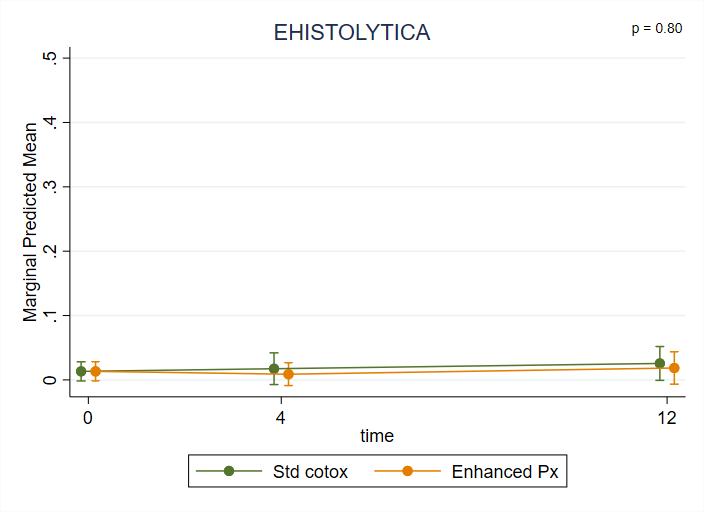 EHISTOLYTICA
p = 0.80
Marginal Predicted Mean
.5
.4
.3
.2
.1
0
0 4 12
time
Std cotox Enhanced Px